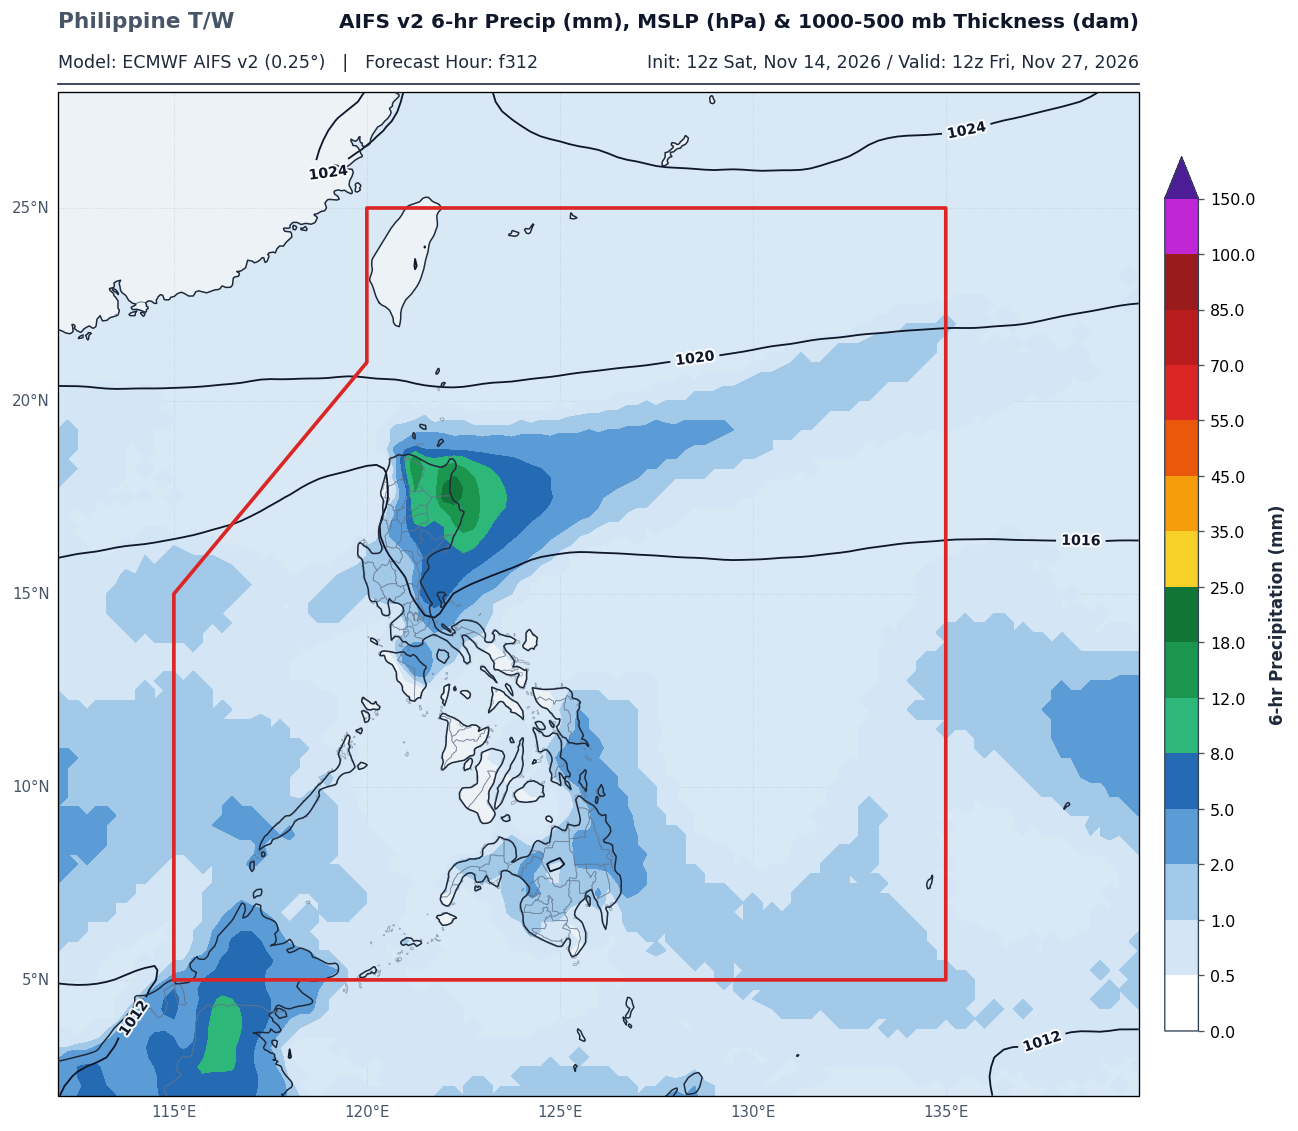 Philippine T/W
AIFS v2 6-hr Precip (mm), MSLP (hPa) & 1000-500 mb Thickness (dam)
Model: ECMWF AIFS v2 (0.25°) | Forecast Hour: f312
Init: 12z Sat, Nov 14, 2026 / Valid: 12z Fri, Nov 27, 2026
1024
1024
1020
1016
1012
1012
25°N
20°N
15°N
10°N
5°N
115°E
120°E
125°E
130°E
135°E
150.0
100.0
85.0
70.0
55.0
45.0
35.0
25.0
18.0
12.0
8.0
5.0
2.0
1.0
0.5
0.0
6-hr Precipitation (mm)